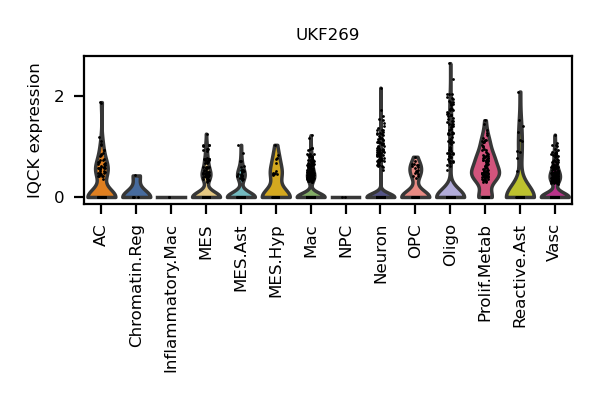 UKF269
IQCK expression
2
0
AC
Chromatin.Reg
Inflammatory.Mac
MES
MES.Ast
MES.Hyp
Mac
NPC
Neuron
OPC
Oligo
Prolif.Metab
Reactive.Ast
Vasc